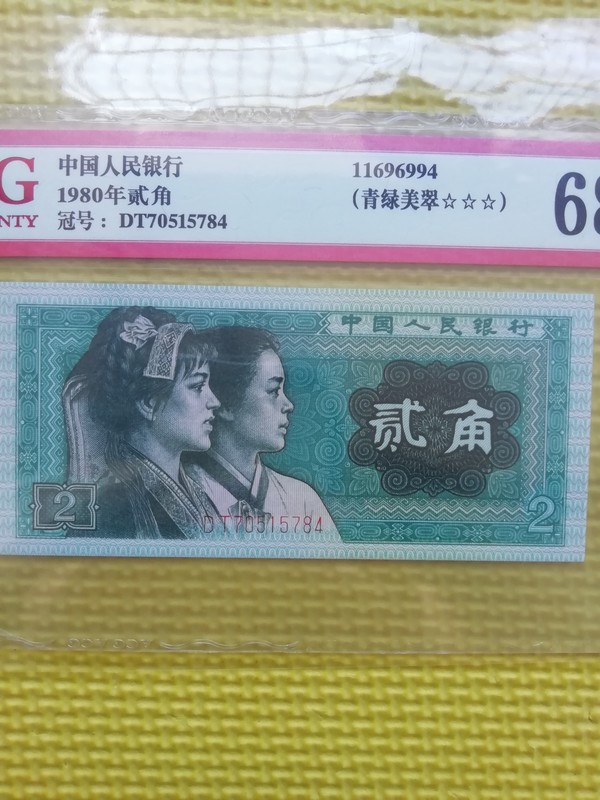 G
NTY
中国人民银行
1980年贰角
冠号：DT70515784
11696994
(青绿美翠☆☆☆)
68
中国人民银行
贰角
2
2
DT70515784